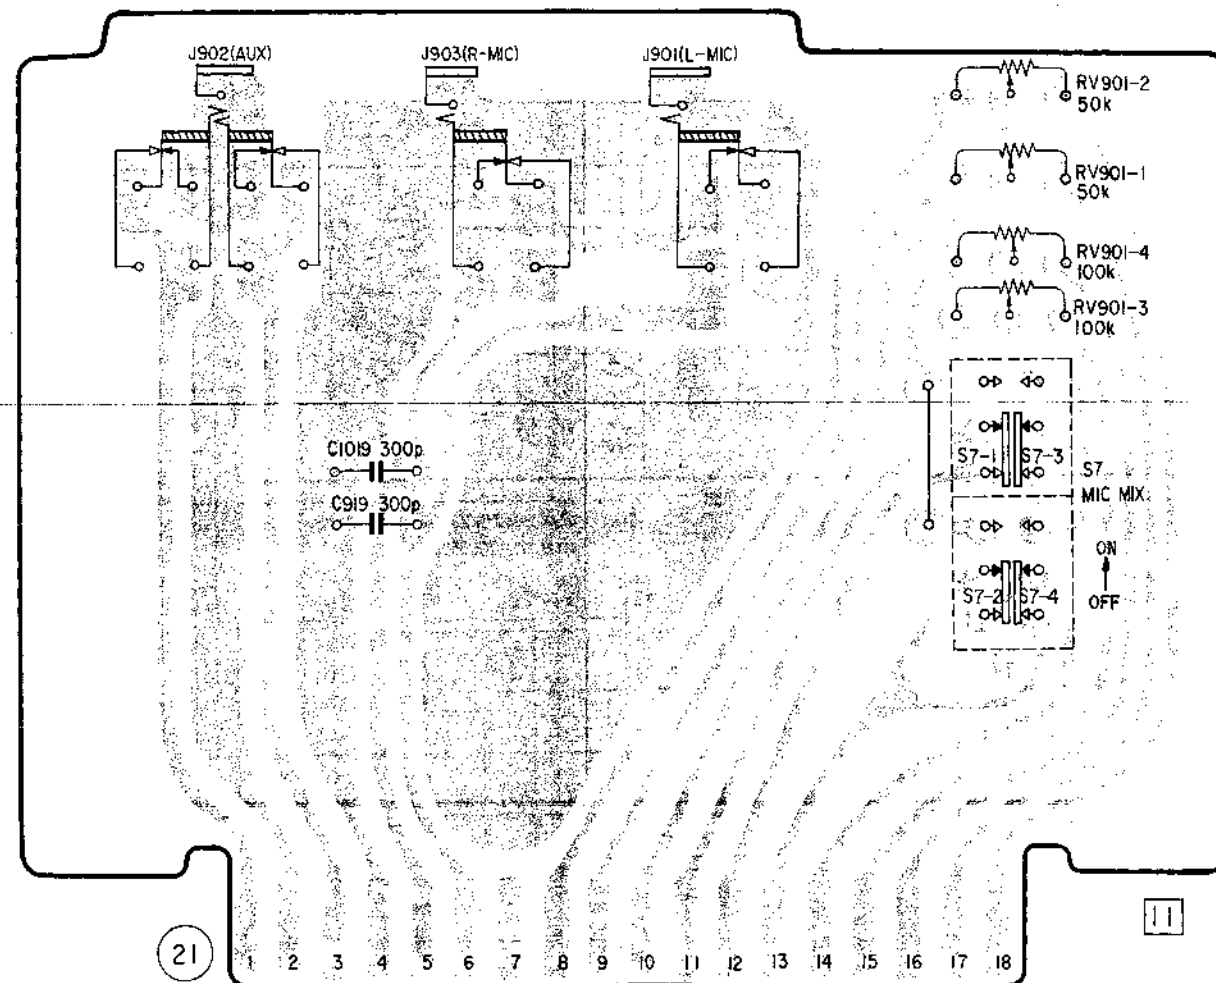 J902(AUX)
J903(R-MIC)
J901(L-MIC)
RV901-2
50k
RV901-1
50k
RV901-4
100k
RV901-3
100k
C1019 300p
C919 300p
S7-1 S7-3
S7
MIC MIX
ON
OFF
S7-2 S7-4
11
21
1 2 3 4 5 6 7 8 9 10 11 12 13 14 15 16 17 18